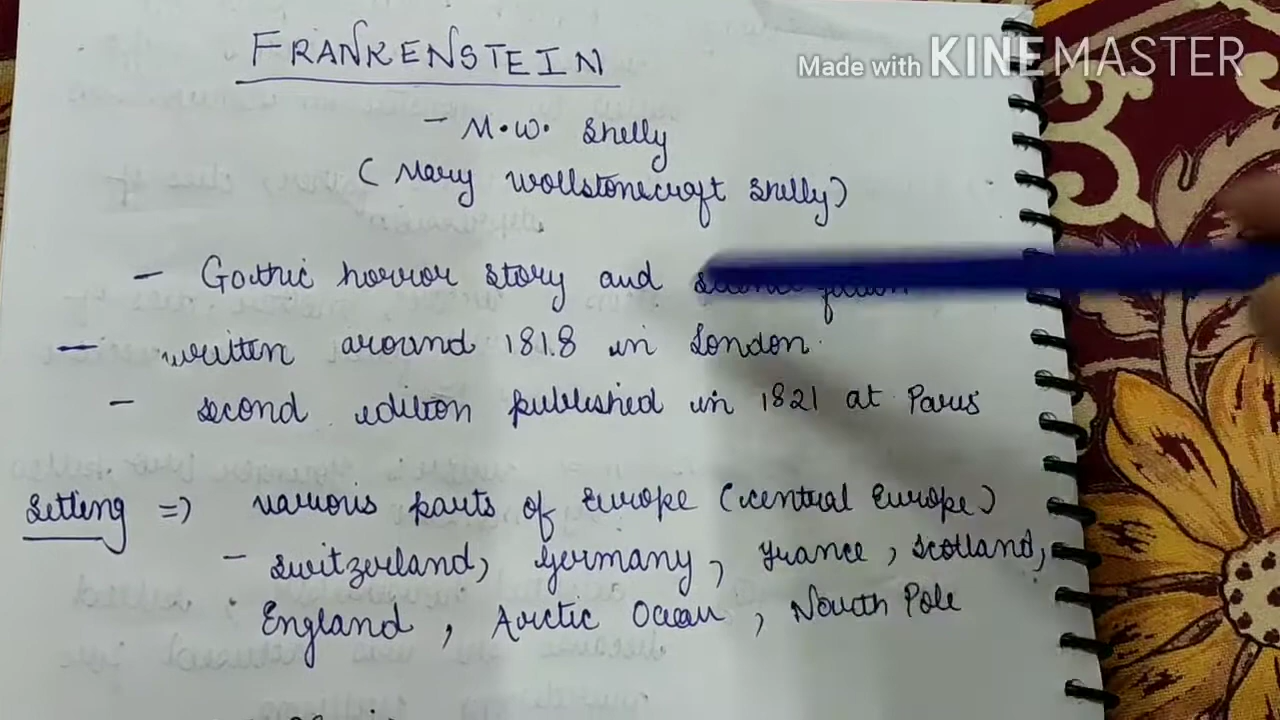 FRANKENSTEIN
Made with KINEMASTER
- M.W. Shelly
(Mary Wollstonecraft Shelly)
- Gothic horror story and
- written around 1818 in London.
- second edition published in 1821 at Paris
Setting => various parts of Europe (central Europe)
- Switzerland, Germany, France, Scotland,
England, Arctic Ocean, North Pole